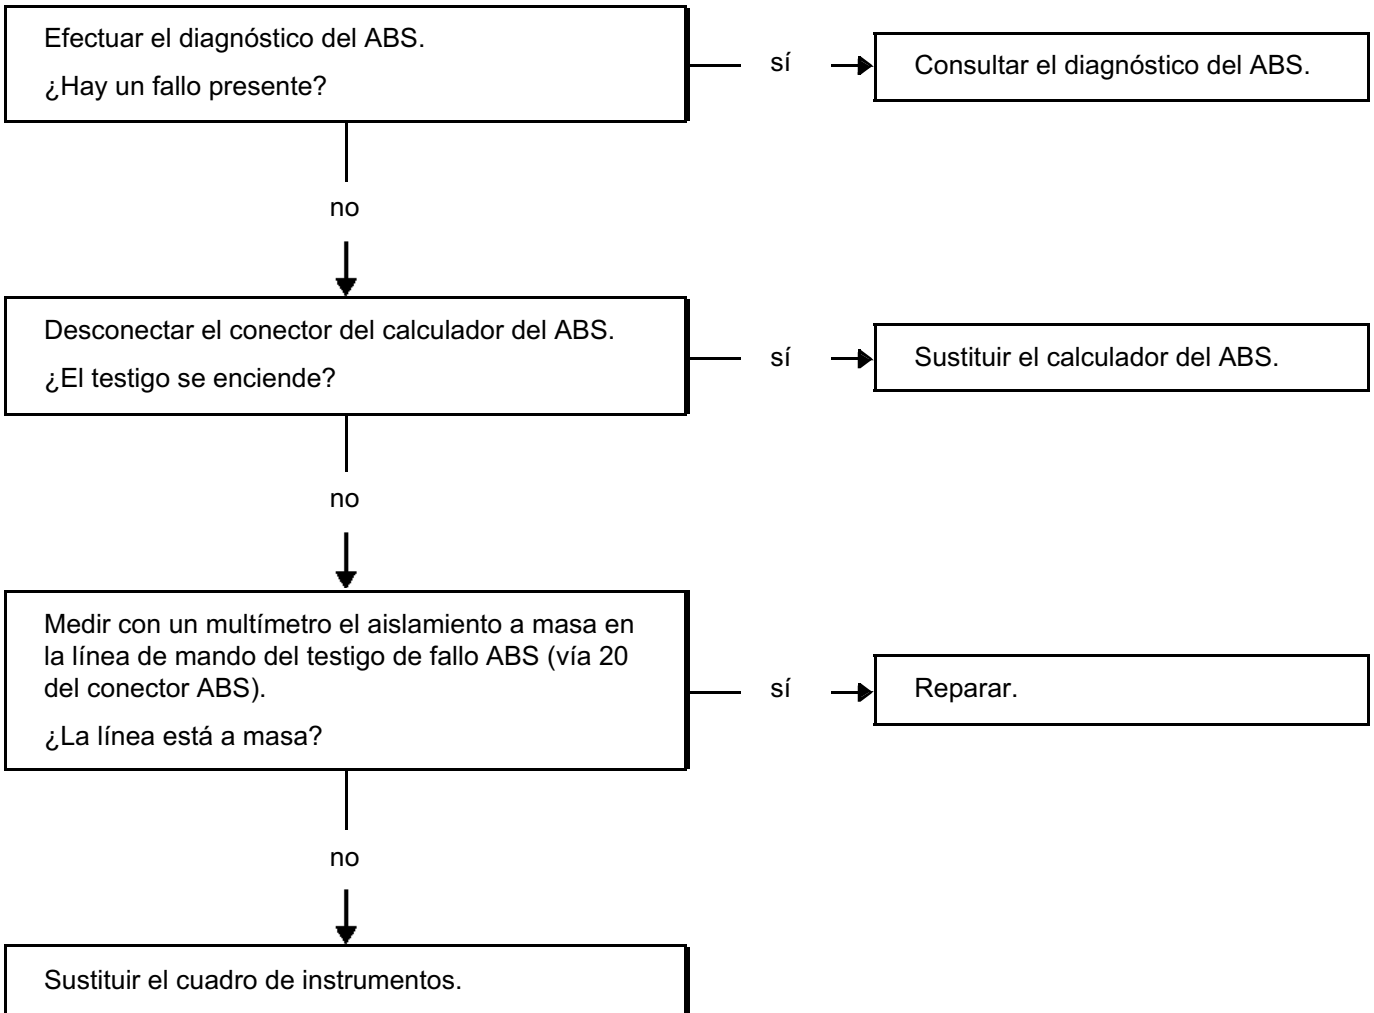 Efectuar el diagnóstico del ABS.
¿Hay un fallo presente?
sí
Consultar el diagnóstico del ABS.
no
Desconectar el conector del calculador del ABS.
¿El testigo se enciende?
sí
Sustituir el calculador del ABS.
no
Medir con un multímetro el aislamiento a masa en
la línea de mando del testigo de fallo ABS (vía 20
del conector ABS).
¿La línea está a masa?
sí
Reparar.
no
Sustituir el cuadro de instrumentos.